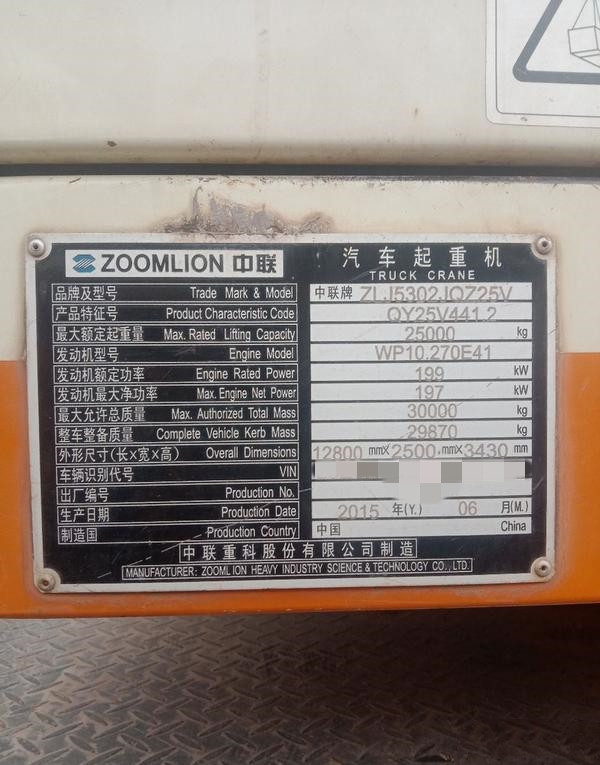 ZOOMLION 中联 汽车起重机
TRUCK CRANE
品牌及型号 Trade Mark & Model 中联牌 ZLJ5302JQZ25V
产品特征号 Product Characteristic Code QY25V441.2
最大额定起重量 Max. Rated Lifting Capacity 25000 kg
发动机型号 Engine Model WP10.270E41
发动机额定功率 Engine Rated Power 199 kW
发动机最大净功率 Max. Engine Net Power 197 kW
最大允许总质量 Max. Authorized Total Mass 30000 kg
整车整备质量 Complete Vehicle Kerb Mass 29870 kg
外形尺寸(长×宽×高) Overall Dimensions 12800 mm×2500 mm×3430 mm
车辆识别代号 VIN
出厂编号 Production No.
生产日期 Production Date 2015 年(Y.) 06 月(M.)
制造国 Production Country 中国 China
中联重科股份有限公司制造
MANUFACTURER: ZOOMLION HEAVY INDUSTRY SCIENCE & TECHNOLOGY CO.,LTD.